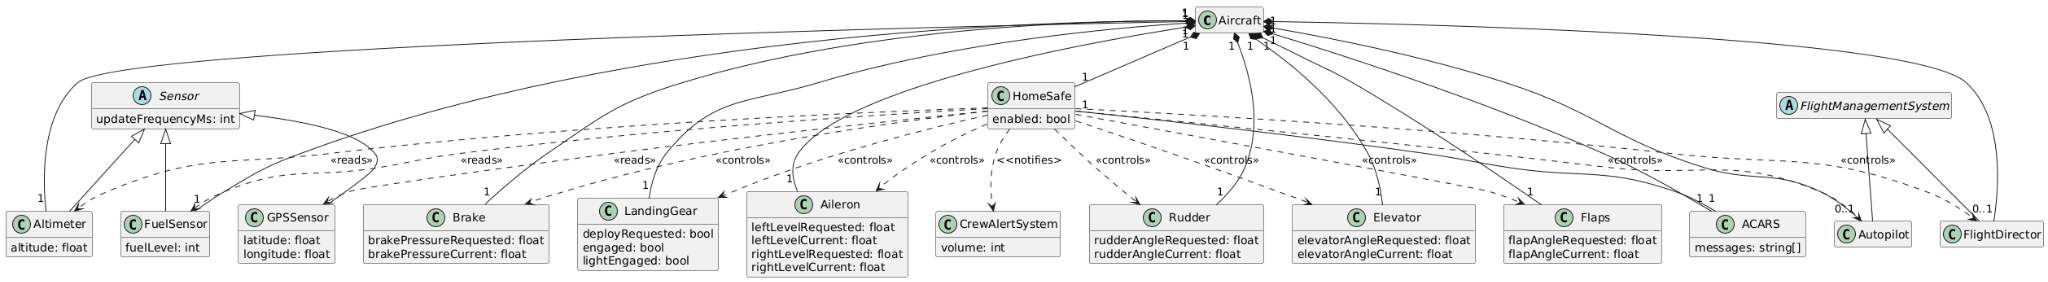 C Aircraft
1 1 1 1 1 1 1 1 1
A Sensor
updateFrequencyMs: int
C HomeSafe
enabled: bool
A FlightManagementSystem
1
1
«reads» «reads» «reads» «controls» «controls» «controls» <<notifies> «controls» «controls» «controls» «controls» «controls»
1 1 1 1 1 1 1 1 1 1 0..1 0..1
C Altimeter
altitude: float
C FuelSensor
fuelLevel: int
C GPSSensor
latitude: float
longitude: float
C Brake
brakePressureRequested: float
brakePressureCurrent: float
C LandingGear
deployRequested: bool
engaged: bool
lightEngaged: bool
C Aileron
leftLevelRequested: float
leftLevelCurrent: float
rightLevelRequested: float
rightLevelCurrent: float
C CrewAlertSystem
volume: int
C Rudder
rudderAngleRequested: float
rudderAngleCurrent: float
C Elevator
elevatorAngleRequested: float
elevatorAngleCurrent: float
C Flaps
flapAngleRequested: float
flapAngleCurrent: float
C ACARS
messages: string[]
C Autopilot
C FlightDirector